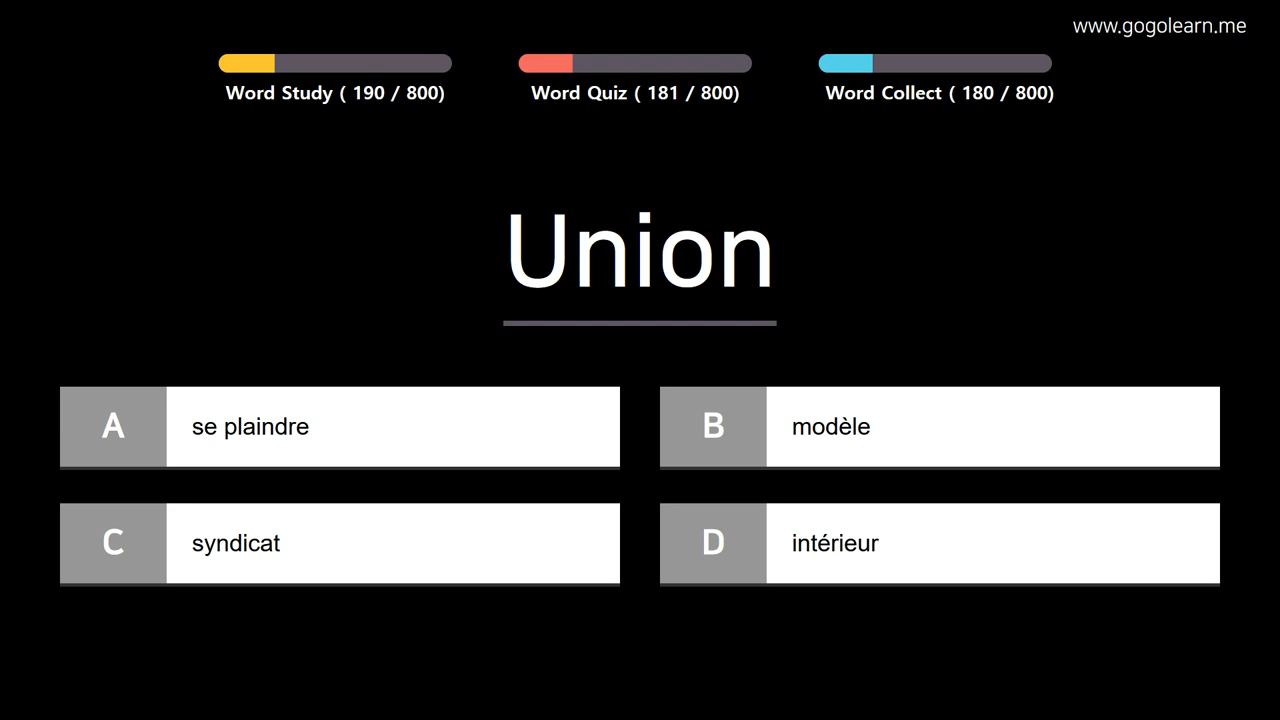 www.gogolearn.me
Word Study ( 190 / 800)
Word Quiz ( 181 / 800)
Word Collect ( 180 / 800)
Union
A se plaindre
B modèle
C syndicat
D intérieur